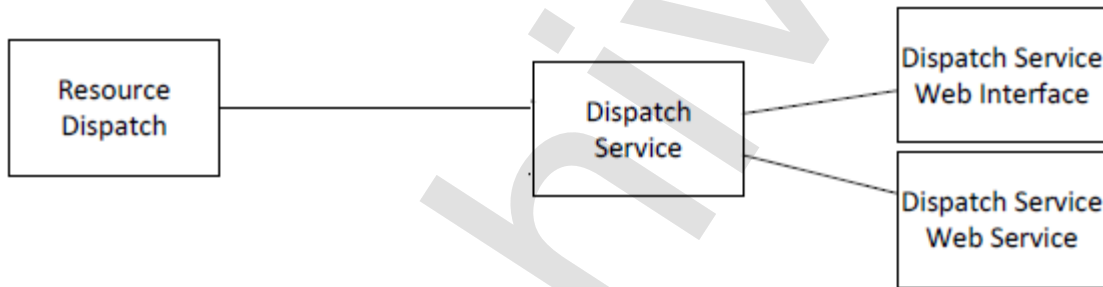 Resource
Dispatch
Dispatch
Service
Dispatch Service
Web Interface
Dispatch Service
Web Service